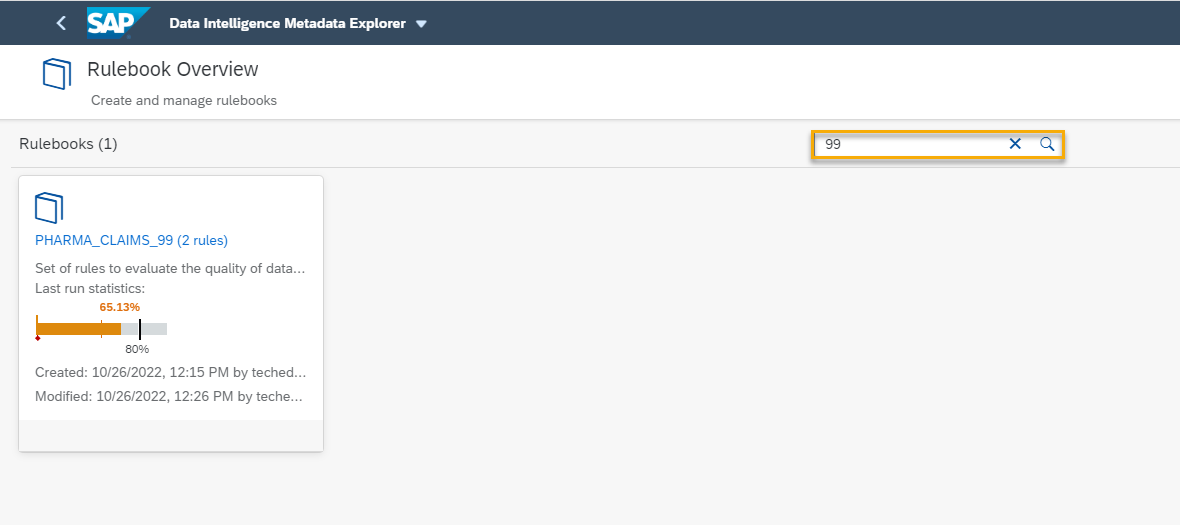 SAP
Data Intelligence Metadata Explorer
Rulebook Overview
Create and manage rulebooks
Rulebooks (1)
99
PHARMA_CLAIMS_99 (2 rules)
Set of rules to evaluate the quality of data...
Last run statistics:
65.13%
80%
Created: 10/26/2022, 12:15 PM by teched...
Modified: 10/26/2022, 12:26 PM by teche...